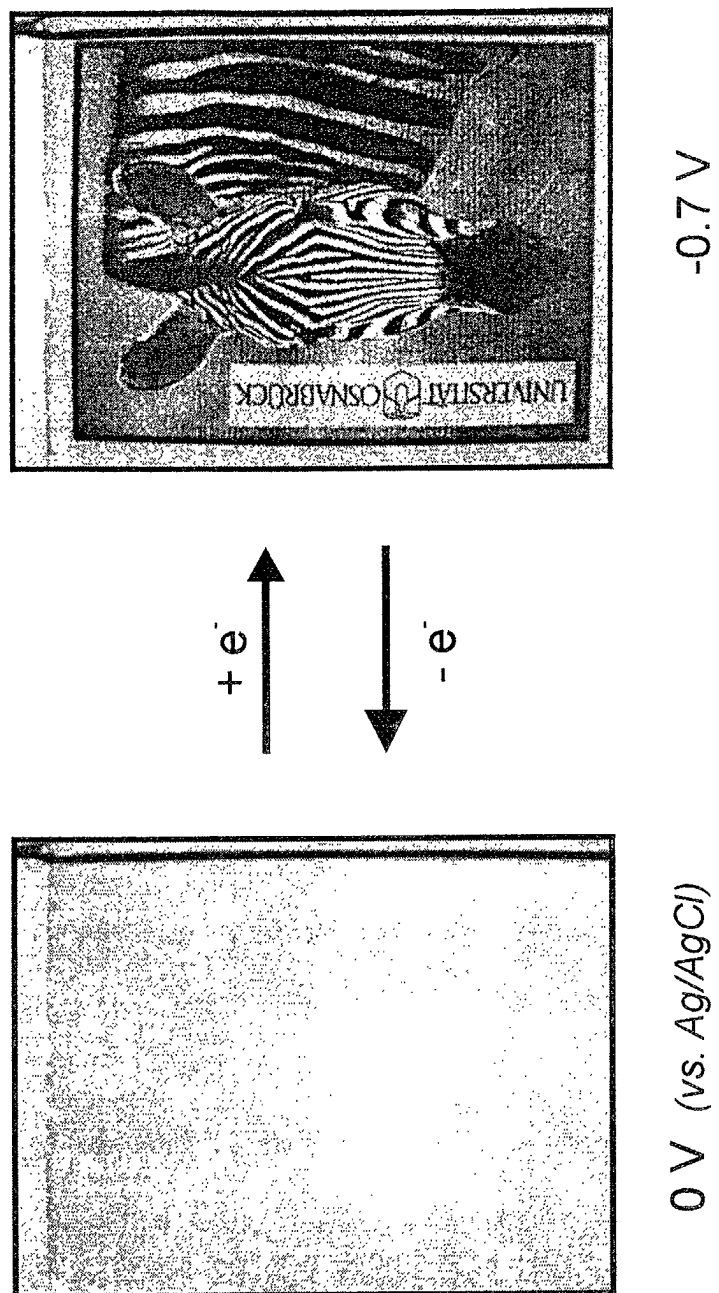 + e⁻
- e⁻
UNIVERSITÄT OSNABRÜCK
0 V (vs. Ag/AgCl)
-0.7 V